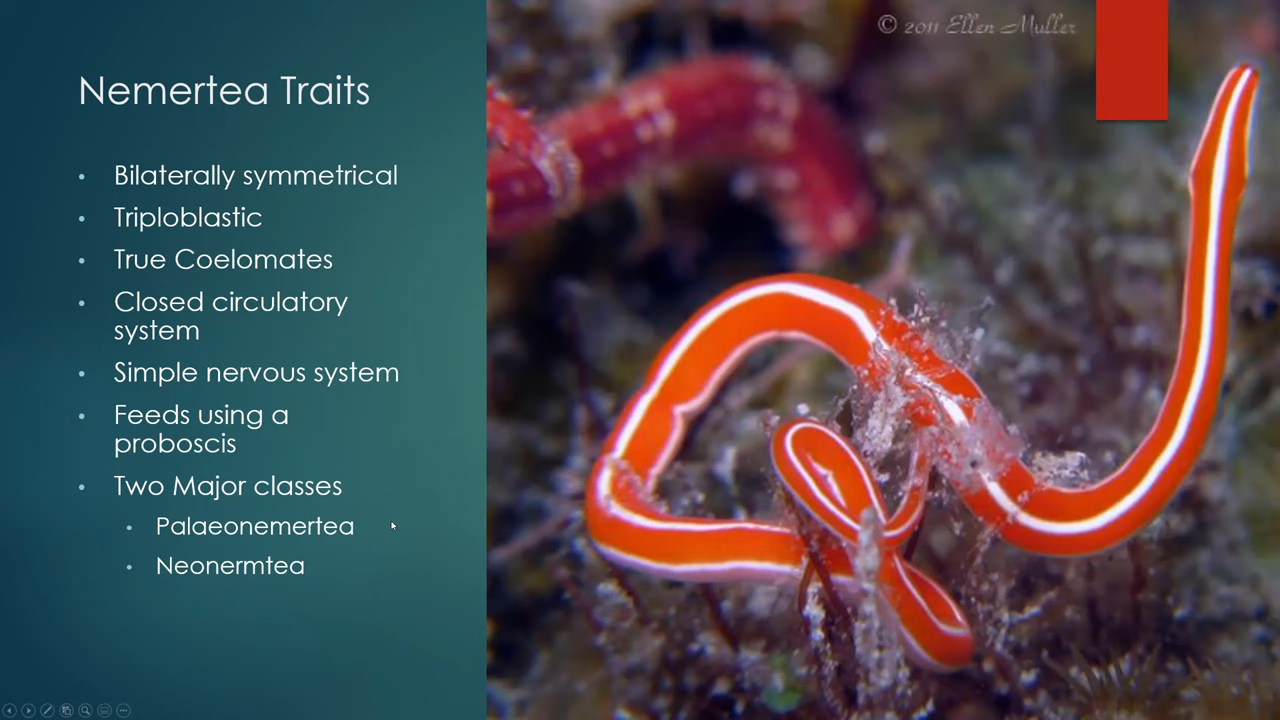 © 2011 Ellen Muller
Nemertea Traits
• Bilaterally symmetrical
• Triploblastic
• True Coelomates
• Closed circulatory
system
• Simple nervous system
• Feeds using a
proboscis
• Two Major classes
• Palaeonemertea
• Neonermtea